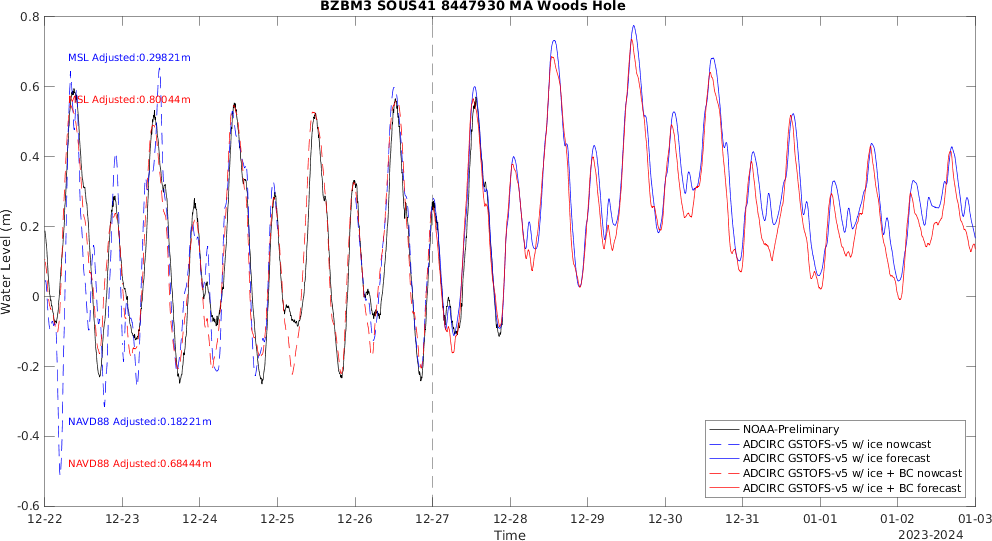 BZBM3 SOUS41 8447930 MA Woods Hole
0.8
0.6
0.4
0.2
0
-0.2
-0.4
-0.6
Water Level (m)
MSL Adjusted:0.29821m
MSL Adjusted:0.80044m
NAVD88 Adjusted:0.18221m
NAVD88 Adjusted:0.68444m
NOAA-Preliminary
ADCIRC GSTOFS-v5 w/ ice nowcast
ADCIRC GSTOFS-v5 w/ ice forecast
ADCIRC GSTOFS-v5 w/ ice + BC nowcast
ADCIRC GSTOFS-v5 w/ ice + BC forecast
12-22 12-23 12-24 12-25 12-26 12-27 12-28 12-29 12-30 12-31 01-01 01-02 01-03
Time
2023-2024